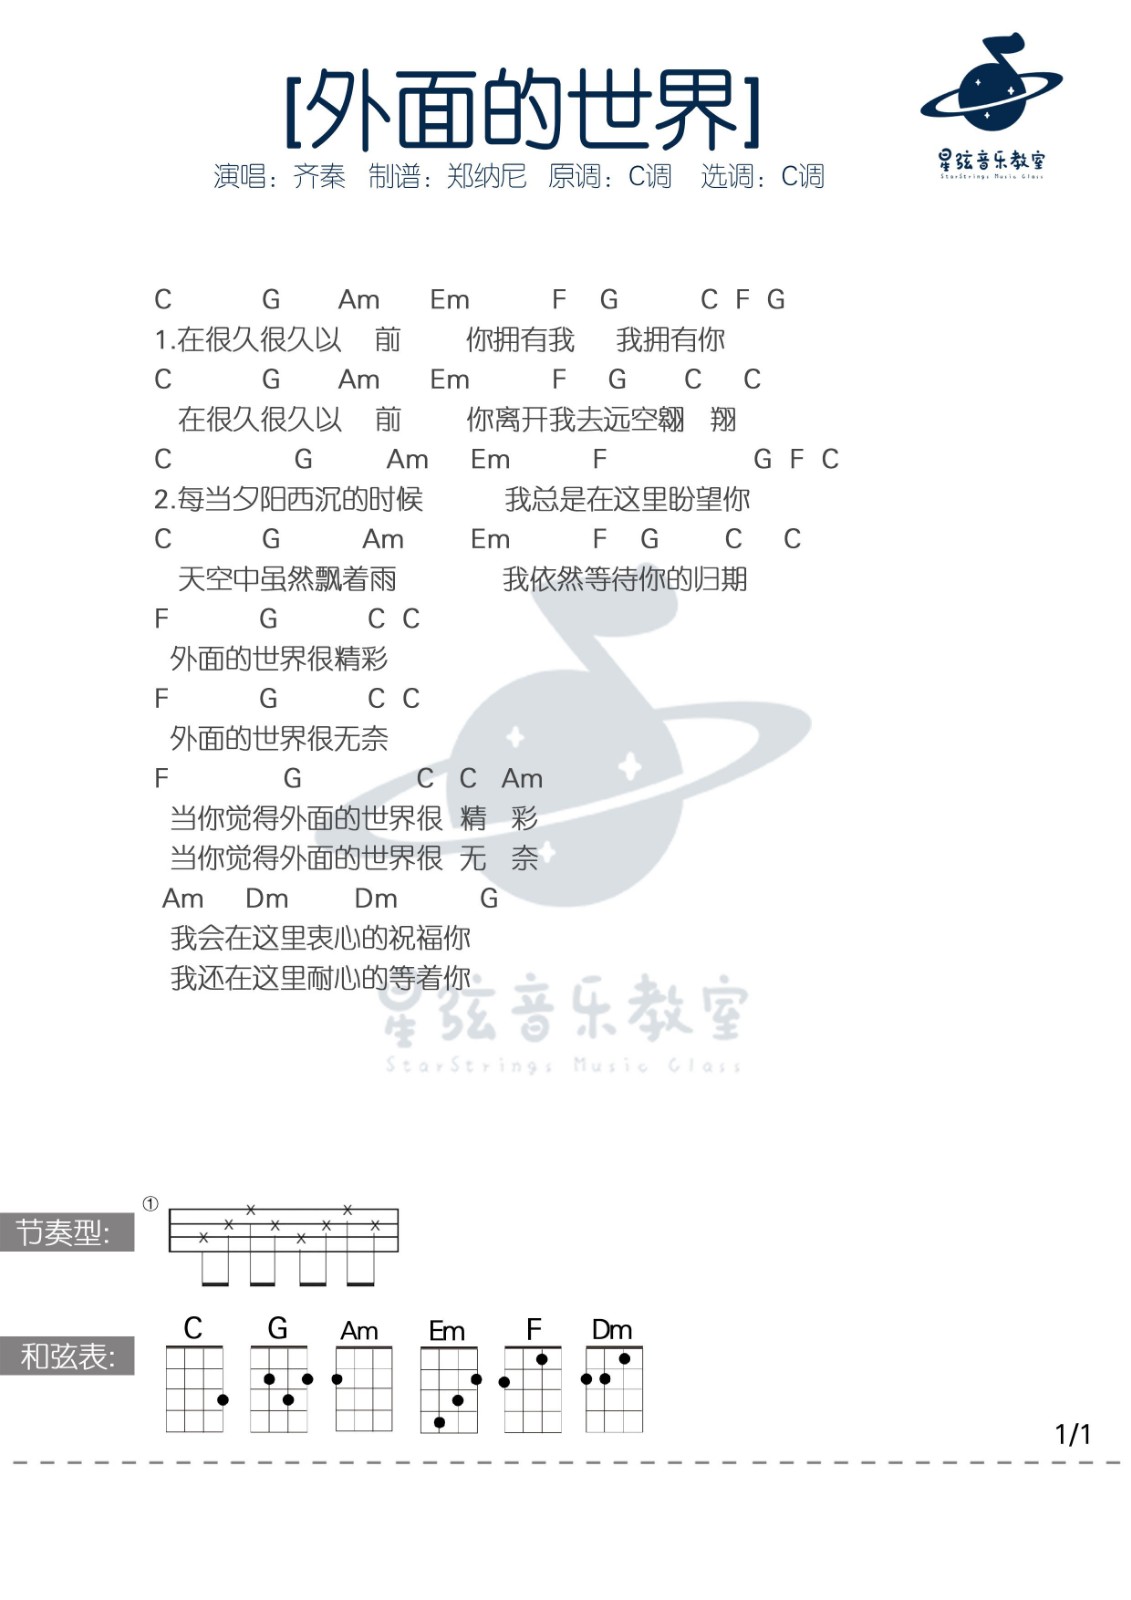 [外面的世界]
星弦音乐教室
StarStrings Music Class
演唱：齐秦 制谱：郑纳尼 原调：C调 选调：C调
C G Am Em F G C F G
1.在很久很久以 前 你拥有我 我拥有你
C G Am Em F G C C
在很久很久以 前 你离开我去远空翱 翔
C G Am Em F G F C
2.每当夕阳西沉的时候 我总是在这里盼望你
C G Am Em F G C C
天空中虽然飘着雨 我依然等待你的归期
F G C C
外面的世界很精彩
F G C C
外面的世界很无奈
F G C C Am
当你觉得外面的世界很 精 彩
当你觉得外面的世界很 无 奈
Am Dm Dm G
我会在这里衷心的祝福你
我还在这里耐心的等着你
星弦音乐教室
StarStrings Music Class
①
节奏型:
x x x x x x x x
C G Am Em F Dm
和弦表:
1/1